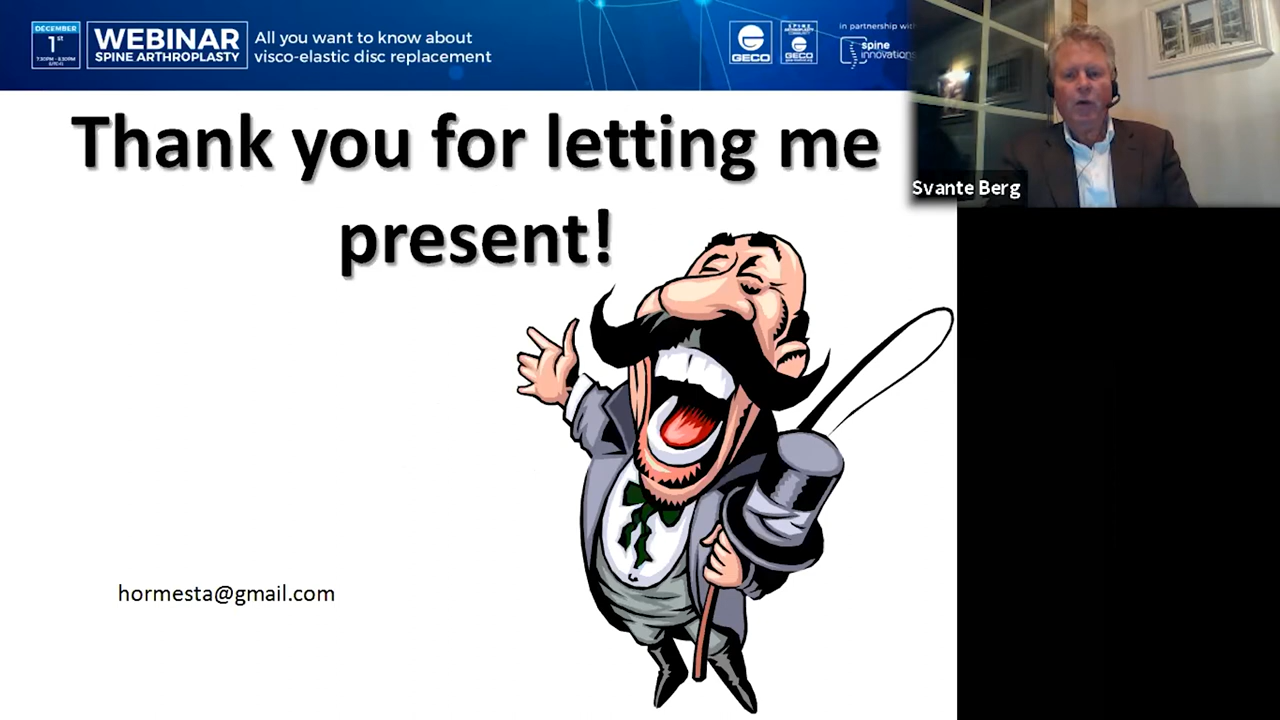 DECEMBER
1st
7:30PM - 8:30PM
(UTC+1)
WEBINAR
SPINE ARTHROPLASTY
All you want to know about
visco-elastic disc replacement
GECO
SPINE
ARTHROPLASTY
COMMUNITY
GECO
in partnership with
spine
innovations
Svante Berg
Thank you for letting me
present!
hormesta@gmail.com